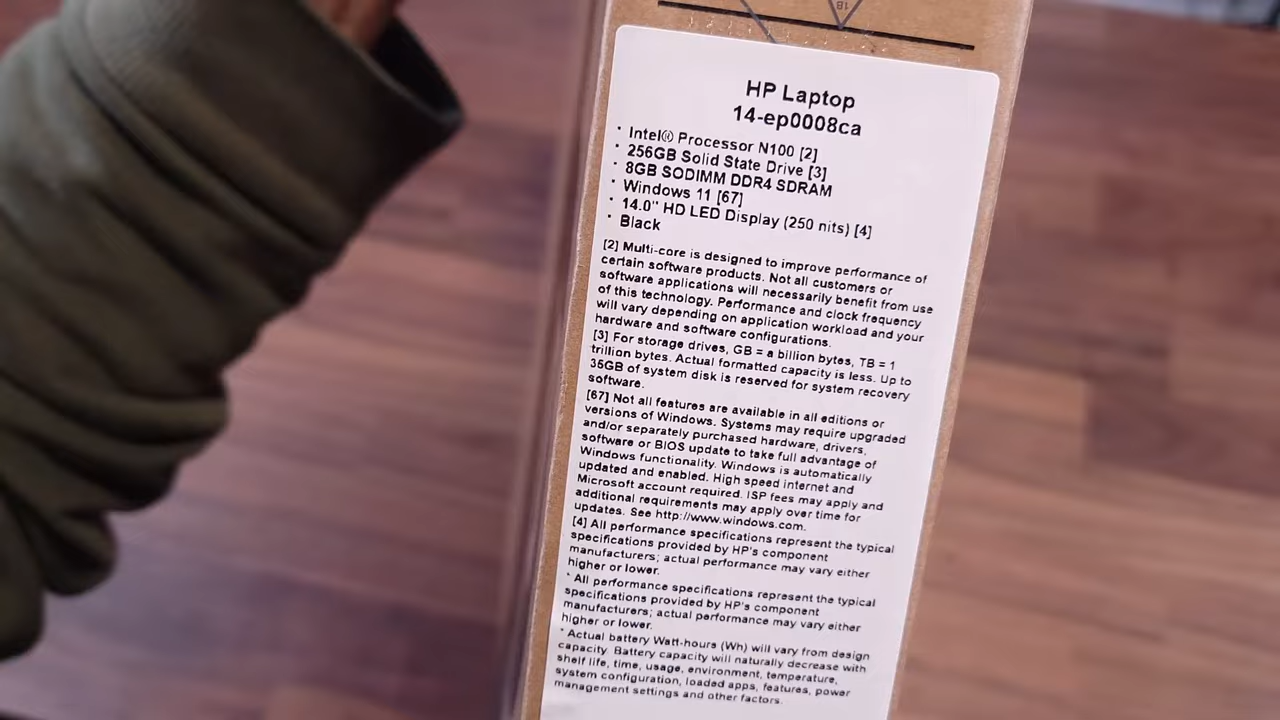 18
HP Laptop
14-ep0008ca
• Intel® Processor N100 [2]
• 256GB Solid State Drive [3]
• 8GB SODIMM DDR4 SDRAM
• Windows 11 [67]
• 14.0" HD LED Display (250 nits) [4]
• Black
[2] Multi-core is designed to improve performance of
certain software products. Not all customers or
software applications will necessarily benefit from use
of this technology. Performance and clock frequency
will vary depending on application workload and your
hardware and software configurations.
[3] For storage drives, GB = a billion bytes, TB = 1
trillion bytes. Actual formatted capacity is less. Up to
35GB of system disk is reserved for system recovery
software.
[67] Not all features are available in all editions or
versions of Windows. Systems may require upgraded
and/or separately purchased hardware, drivers,
software or BIOS update to take full advantage of
Windows functionality. Windows is automatically
updated and enabled. High speed internet and
Microsoft account required. ISP fees may apply and
additional requirements may apply over time for
updates. See http://www.windows.com.
[4] All performance specifications represent the typical
specifications provided by HP's component
manufacturers; actual performance may vary either
higher or lower.
* All performance specifications represent the typical
specifications provided by HP's component
manufacturers; actual performance may vary either
higher or lower.
* Actual battery Watt-hours (Wh) will vary from design
capacity. Battery capacity will naturally decrease with
shelf life, time, usage, environment, temperature,
system configuration, loaded apps, features, power
management settings and other factors.